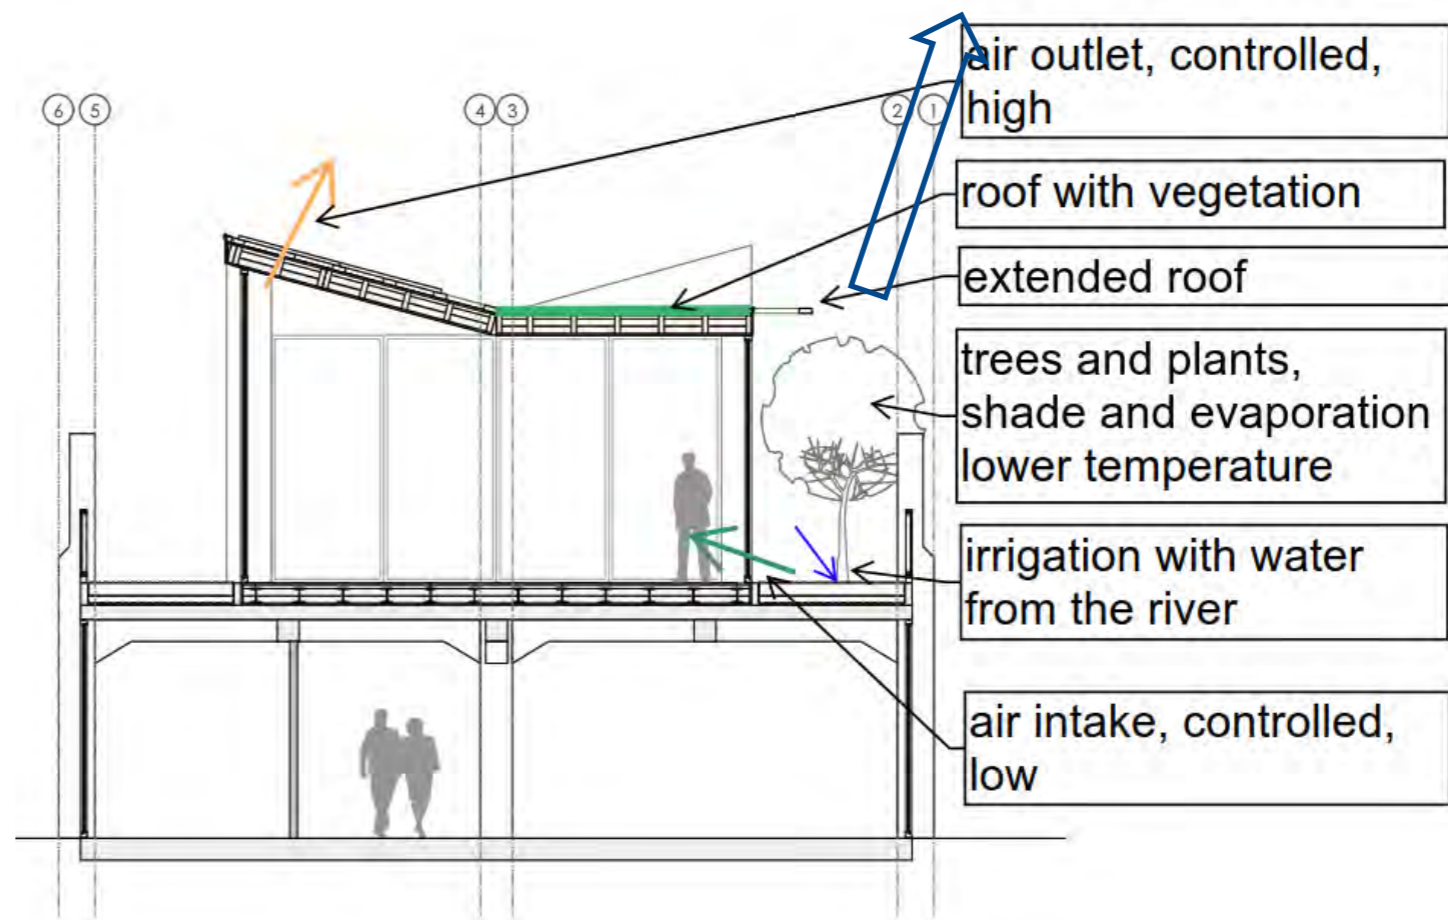 6 5 4 3 2 1
air outlet, controlled,
high
roof with vegetation
extended roof
trees and plants,
shade and evaporation
lower temperature
irrigation with water
from the river
air intake, controlled,
low